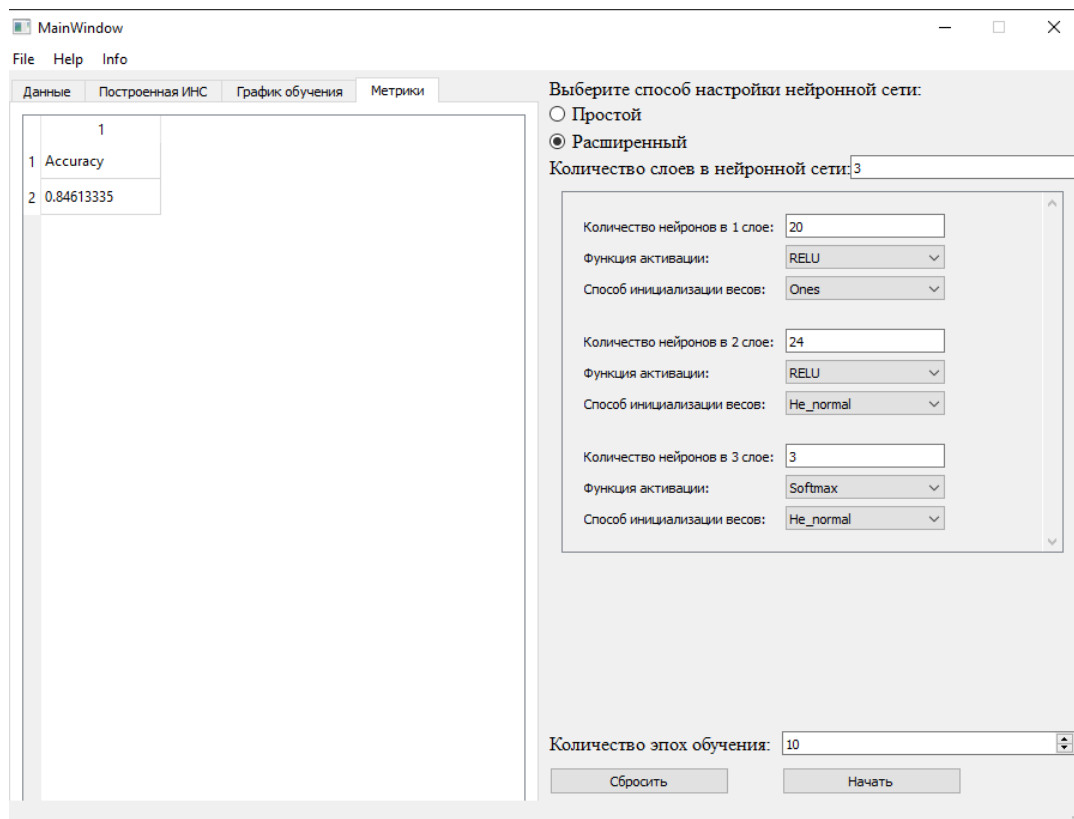 MainWindow
File Help Info
Данные Построенная ИНС График обучения Метрики
1
1 Accuracy
2 0.84613335
Выберите способ настройки нейронной сети:
Простой
Расширенный
Количество слоев в нейронной сети: 3
Количество нейронов в 1 слое: 20
Функция активации: RELU
Способ инициализации весов: Ones
Количество нейронов в 2 слое: 24
Функция активации: RELU
Способ инициализации весов: He_normal
Количество нейронов в 3 слое: 3
Функция активации: Softmax
Способ инициализации весов: He_normal
Количество эпох обучения: 10
Сбросить Начать